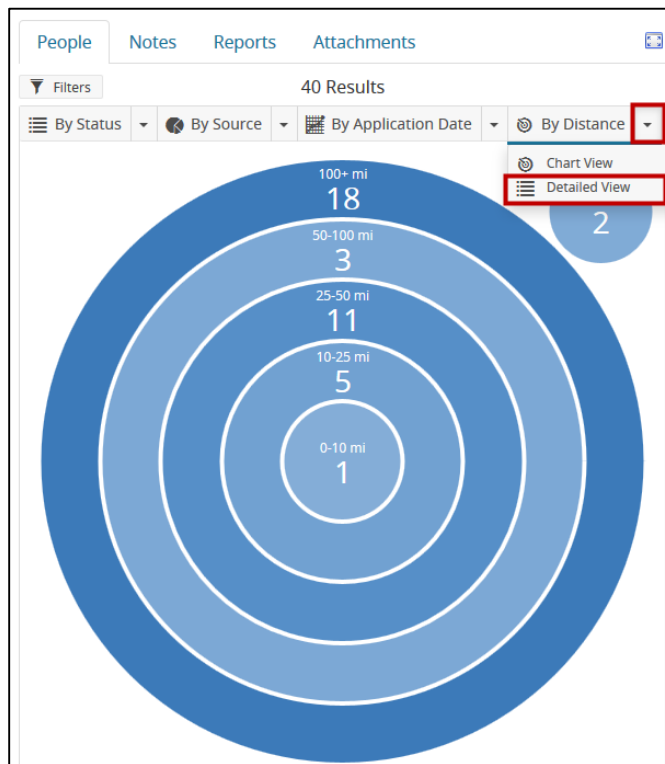 People Notes Reports Attachments
Filters 40 Results
By Status By Source By Application Date By Distance
Chart View
Detailed View
100+ mi
18
2
50-100 mi
3
25-50 mi
11
10-25 mi
5
0-10 mi
1